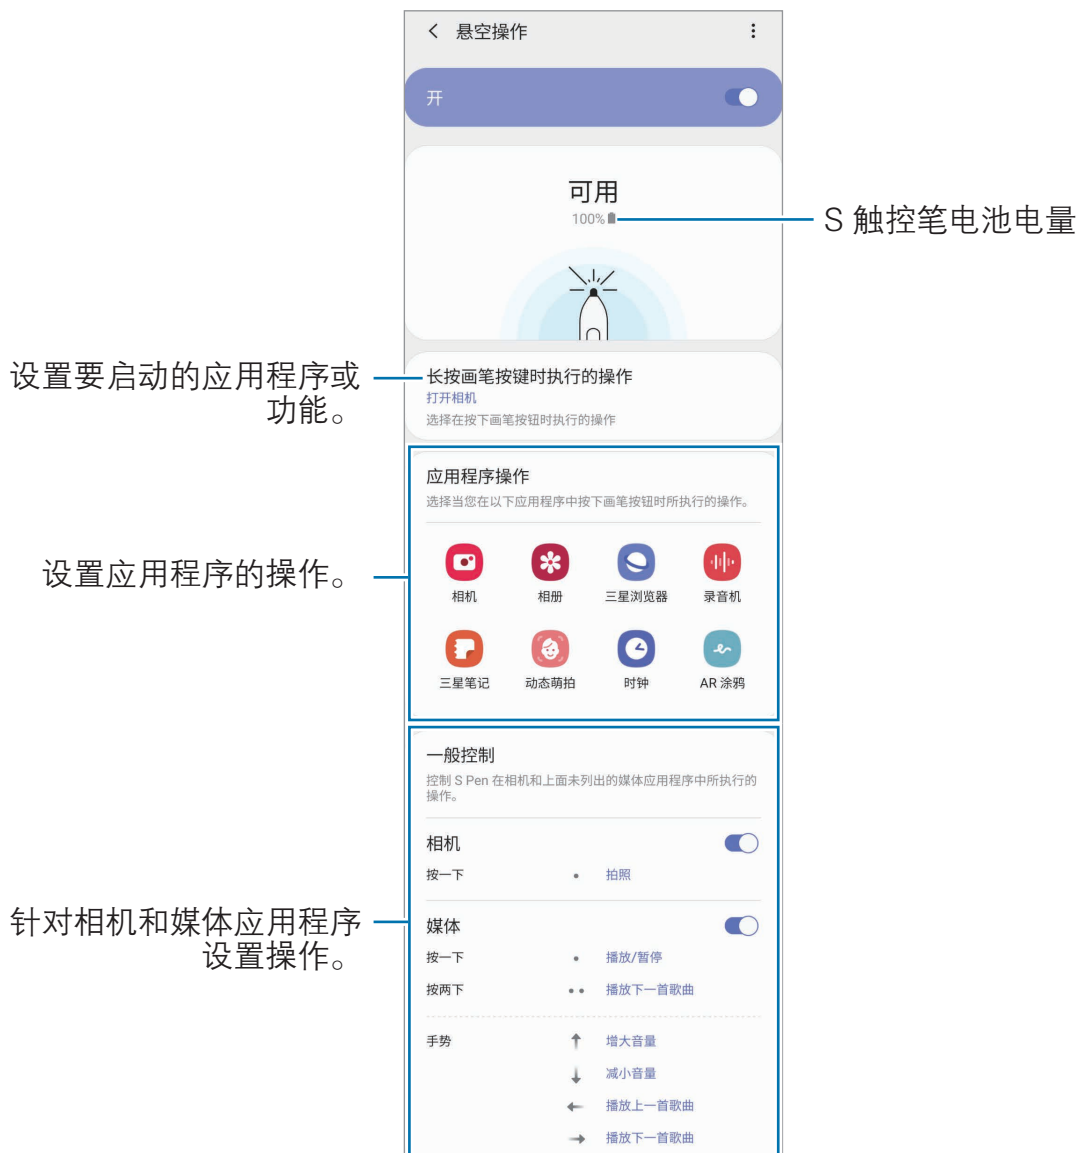 悬空操作
开
可用
100%
S 触控笔电池电量
设置要启动的应用程序或
功能。
长按画笔按键时执行的操作
打开相机
选择在按下画笔按钮时执行的操作
应用程序操作
选择当您在以下应用程序中按下画笔按钮时所执行的操作。
设置应用程序的操作。
相机 相册 三星浏览器 录音机
三星笔记 动态萌拍 时钟 AR 涂鸦
一般控制
控制 S Pen 在相机和上面未列出的媒体应用程序中所执行的
操作。
相机
按一下 拍照
针对相机和媒体应用程序
设置操作。
媒体
按一下 播放/暂停
按两下 播放下一首歌曲
手势 增大音量
减小音量
播放上一首歌曲
播放下一首歌曲